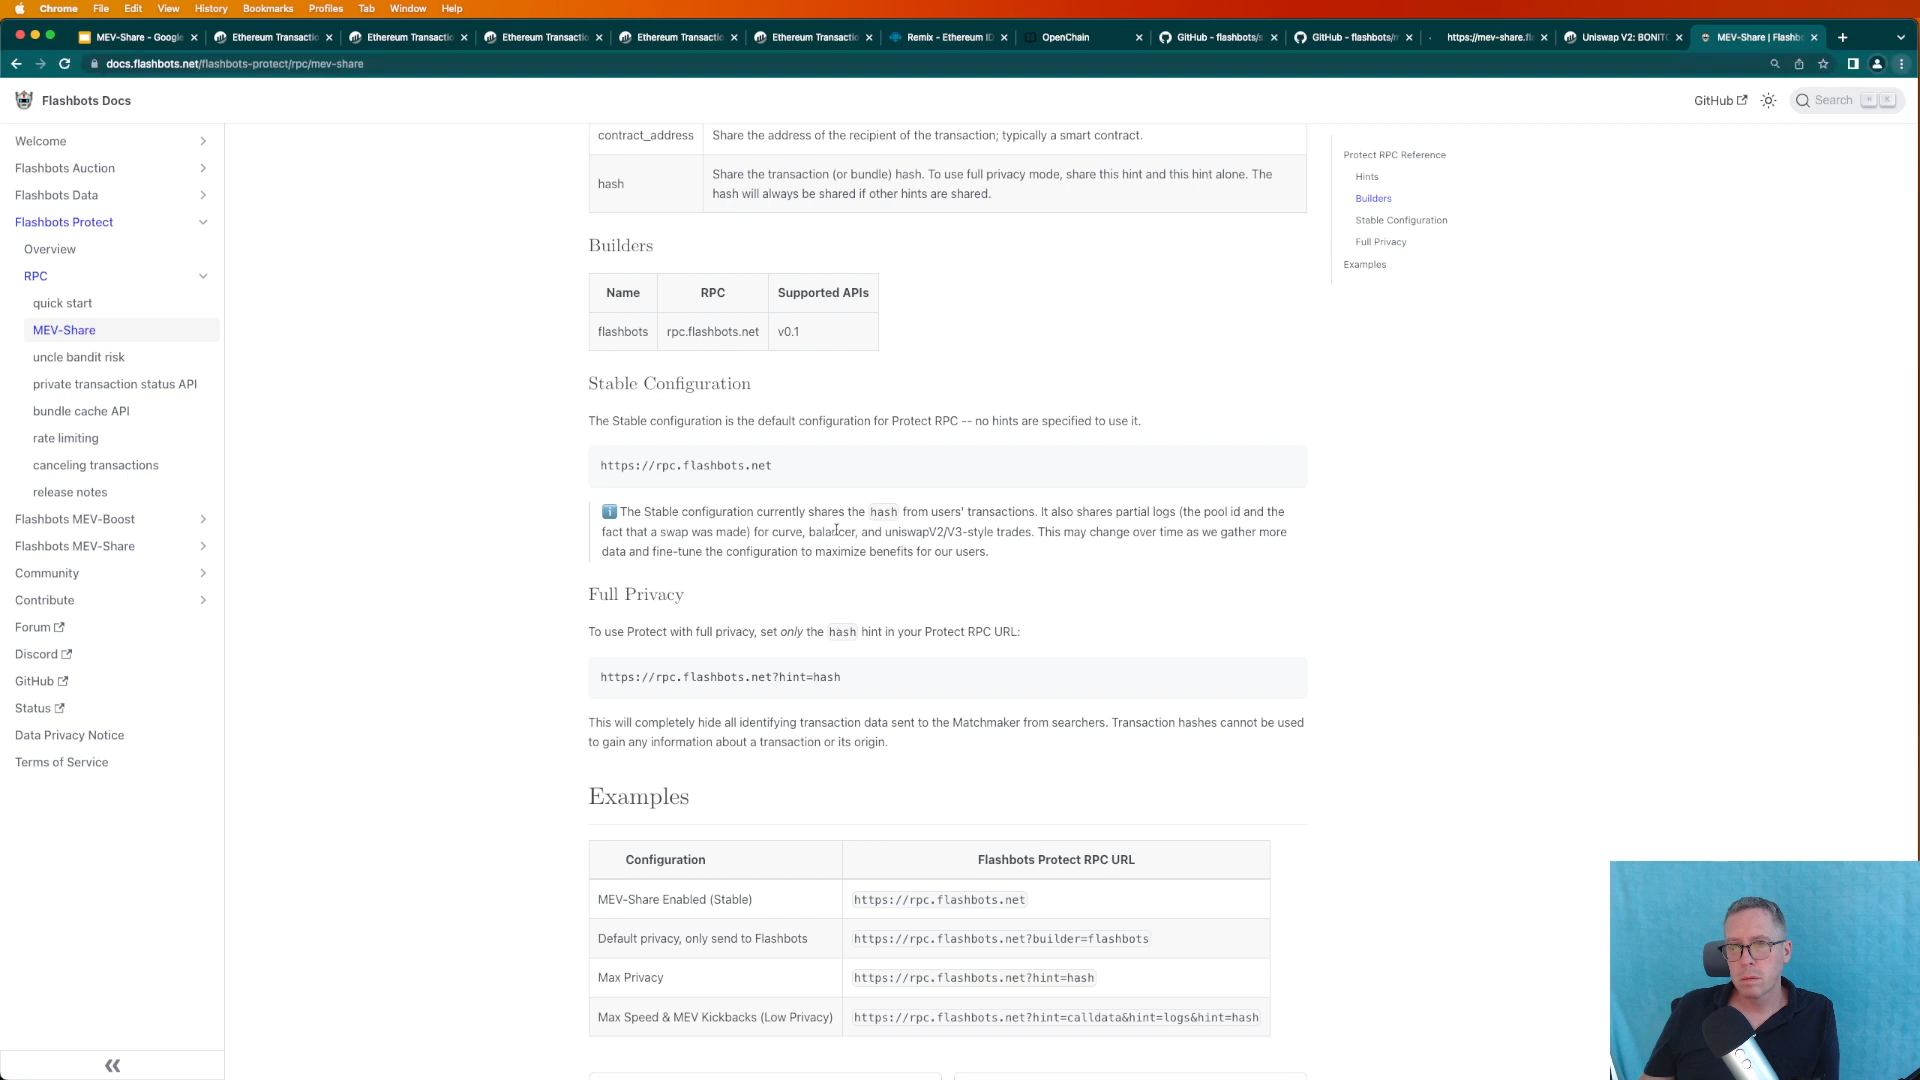 Chrome File Edit View History Bookmarks Profiles Tab Window Help
MEV-Share - Google
Ethereum Transactio
Ethereum Transactio
Ethereum Transactio
Ethereum Transactio
Ethereum Transactio
Remix - Ethereum ID
OpenChain
GitHub - flashbots/s
GitHub - flashbots/r
https://mev-share.fl
Uniswap V2: BONIT
MEV-Share | Flashb
docs.flashbots.net/flashbots-protect/rpc/mev-share
Flashbots Docs
GitHub
Search
K
Welcome
Flashbots Auction
Flashbots Data
Flashbots Protect
Overview
RPC
quick start
MEV-Share
uncle bandit risk
private transaction status API
bundle cache API
rate limiting
canceling transactions
release notes
Flashbots MEV-Boost
Flashbots MEV-Share
Community
Contribute
Forum
Discord
GitHub
Status
Data Privacy Notice
Terms of Service
contract_address Share the address of the recipient of the transaction; typically a smart contract.
hash Share the transaction (or bundle) hash. To use full privacy mode, share this hint and this hint alone. The
hash will always be shared if other hints are shared.
Builders
Name RPC Supported APIs
flashbots rpc.flashbots.net v0.1
Stable Configuration
The Stable configuration is the default configuration for Protect RPC -- no hints are specified to use it.
https://rpc.flashbots.net
The Stable configuration currently shares the hash from users' transactions. It also shares partial logs (the pool id and the
fact that a swap was made) for curve, balancer, and uniswapV2/V3-style trades. This may change over time as we gather more
data and fine-tune the configuration to maximize benefits for our users.
Full Privacy
To use Protect with full privacy, set only the hash hint in your Protect RPC URL:
https://rpc.flashbots.net?hint=hash
This will completely hide all identifying transaction data sent to the Matchmaker from searchers. Transaction hashes cannot be used
to gain any information about a transaction or its origin.
Examples
Configuration Flashbots Protect RPC URL
MEV-Share Enabled (Stable) https://rpc.flashbots.net
Default privacy, only send to Flashbots https://rpc.flashbots.net?builder=flashbots
Max Privacy https://rpc.flashbots.net?hint=hash
Max Speed & MEV Kickbacks (Low Privacy) https://rpc.flashbots.net?hint=calldata&hint=logs&hint=hash
Protect RPC Reference
Hints
Builders
Stable Configuration
Full Privacy
Examples